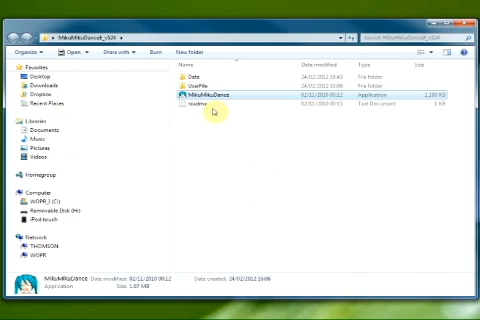 MikuMikuDanceE_v524
Search MikuMikuDanceE_v524
Organize
Open
Share with
Burn
New folder
Name
Date modified
Type
Size
Favorites
Desktop
Downloads
Dropbox
Recent Places
Libraries
Documents
Music
Pictures
Videos
Homegroup
Computer
WOPR_I (C:)
Removable Disk (H:)
iPod touch
Network
THOMSON
WOPR
Data 24/02/2012 16:43 File folder
UserFile 24/02/2012 16:06 File folder
MikuMikuDance 02/11/2010 00:12 Application 1,100 KB
readme 02/11/2010 00:15 Text Document 1 KB
MikuMikuDance Date modified: 02/11/2010 00:12 Date created: 24/02/2012 16:06
Application Size: 1.07 MB